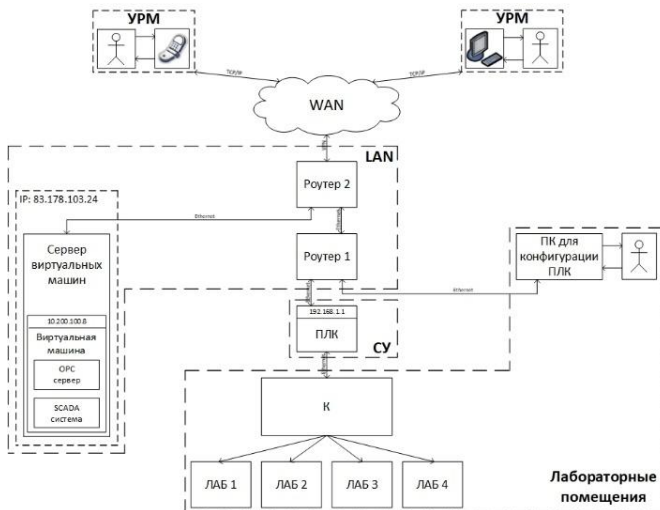 УРМ
УРМ
TCP/IP
TCP/IP
WAN
LAN
IP: 83.178.103.24
Роутер 2
Ethernet
Ethernet
Сервер
виртуальных
машин
Роутер 1
ПК для
конфигурации
ПЛК
Ethernet
Ethernet
192.168.1.1
ПЛК
СУ
10.200.100.8
Виртуальная
машина
OPC
сервер
SCADA
система
Ethernet
К
ЛАБ 1
ЛАБ 2
ЛАБ 3
ЛАБ 4
Лабораторные
помещения